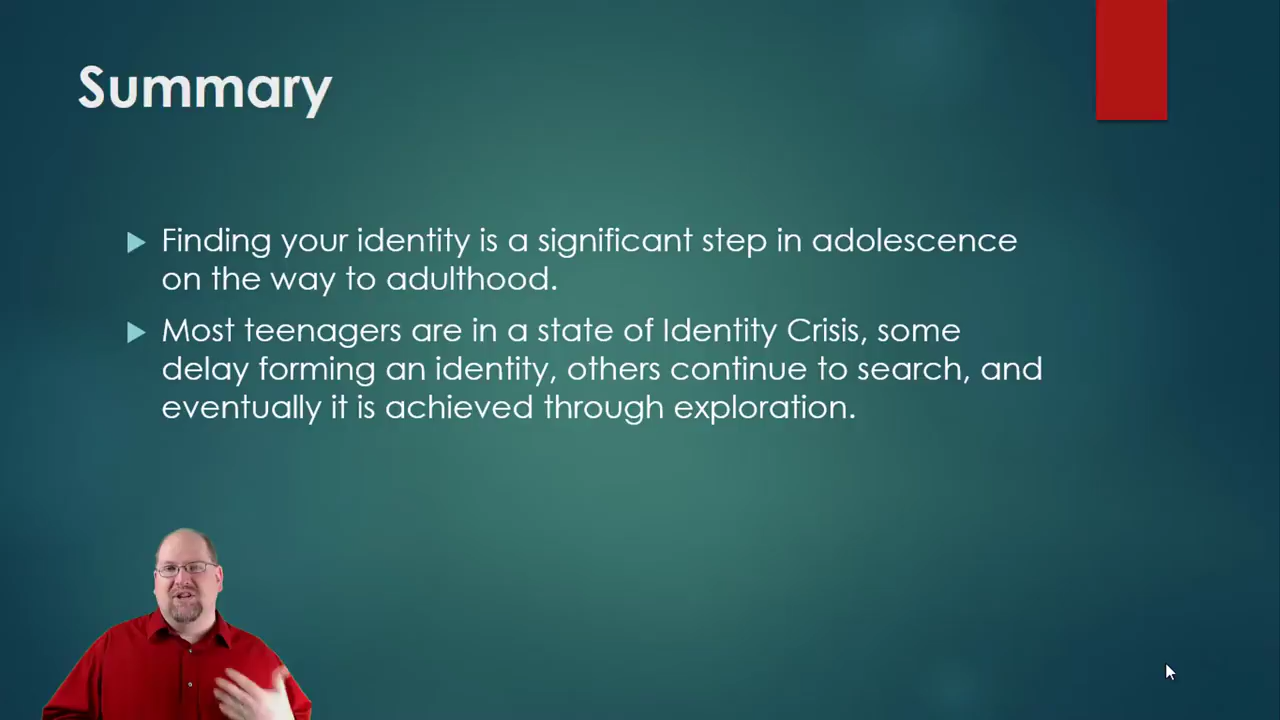 Summary
Finding your identity is a significant step in adolescence
on the way to adulthood.
Most teenagers are in a state of Identity Crisis, some
delay forming an identity, others continue to search, and
eventually it is achieved through exploration.